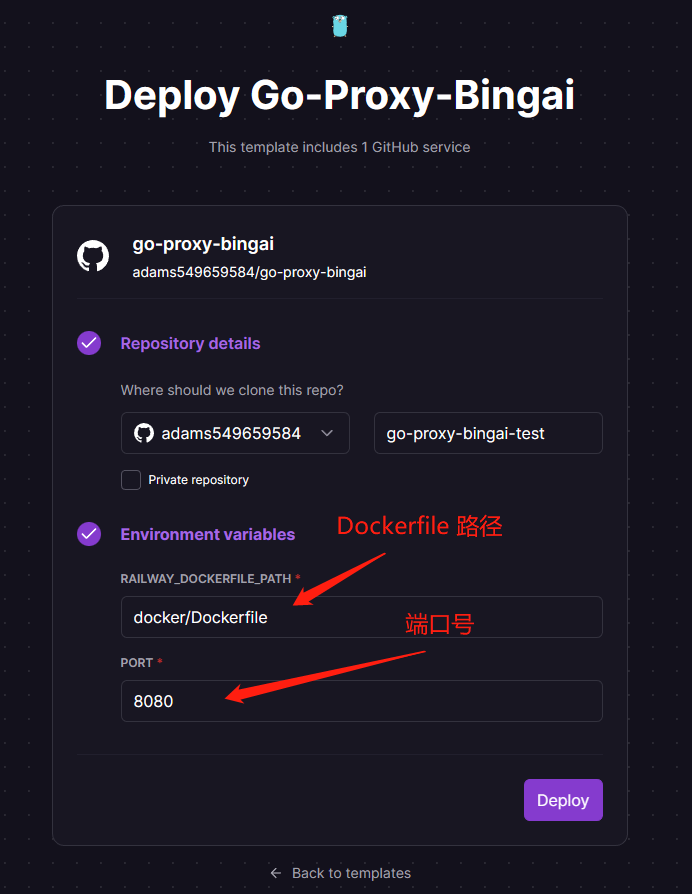 Deploy Go-Proxy-Bingai
This template includes 1 GitHub service
go-proxy-bingai
adams549659584/go-proxy-bingai
Repository details
Where should we clone this repo?
adams549659584
go-proxy-bingai-test
Private repository
Environment variables
Dockerfile 路径
RAILWAY_DOCKERFILE_PATH *
docker/Dockerfile
端口号
PORT *
8080
Deploy
← Back to templates